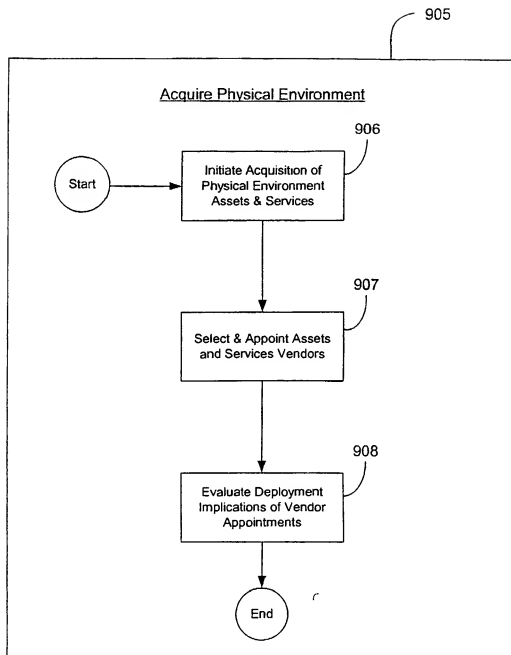 905
Acquire Physical Environment
906
Start
Initiate Acquisition of
Physical Environment
Assets & Services
907
Select & Appoint Assets
and Services Vendors
908
Evaluate Deployment
Implications of Vendor
Appointments
End